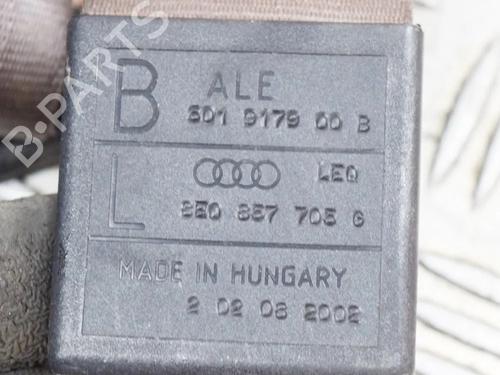 B ALE
601 9179 00 B
LEQ
L 8E0 857 705 G
MADE IN HUNGARY
2 02 08 2002
B-PARTS